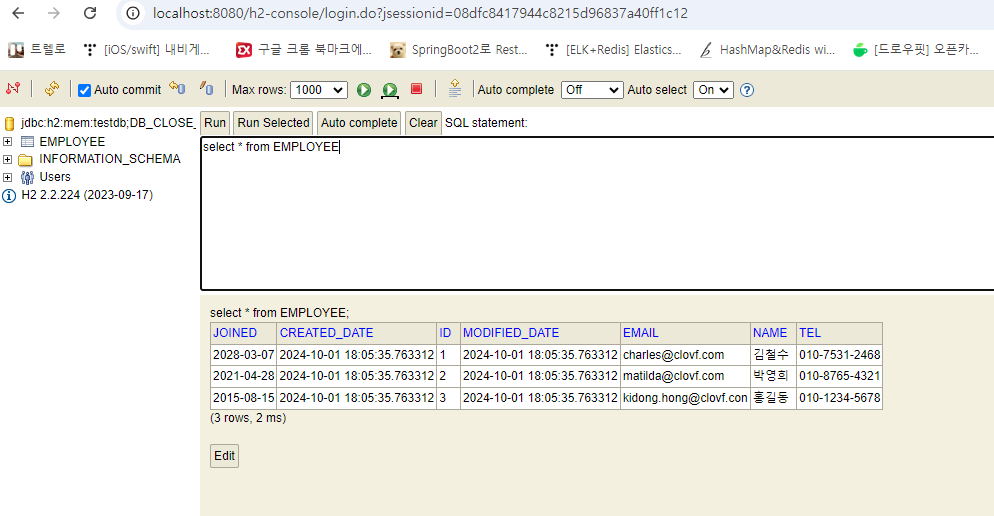 localhost:8080/h2-console/login.do?jsessionid=08dfc8417944c8215d96837a40ff1c12
트렐로 [iOS/swift] 내비게... 구글 크롬 북마크에... SpringBoot2로 Rest... [ELK+Redis] Elastics... HashMap&Redis wi... [드로우핏] 오픈카...
Auto commit Max rows: 1000 Auto complete Off Auto select On
jdbc:h2:mem:testdb;DB_CLOSE_ Run Run Selected Auto complete Clear SQL statement:
EMPLOYEE
INFORMATION_SCHEMA
Users
H2 2.2.224 (2023-09-17)
select * from EMPLOYEE
select * from EMPLOYEE;
JOINED CREATED_DATE ID MODIFIED_DATE EMAIL NAME TEL
2028-03-07 2024-10-01 18:05:35.763312 1 2024-10-01 18:05:35.763312 charles@clovf.com 김철수 010-7531-2468
2021-04-28 2024-10-01 18:05:35.763312 2 2024-10-01 18:05:35.763312 matilda@clovf.com 박영희 010-8765-4321
2015-08-15 2024-10-01 18:05:35.763312 3 2024-10-01 18:05:35.763312 kidong.hong@clovf.con 홍길동 010-1234-5678
(3 rows, 2 ms)
Edit